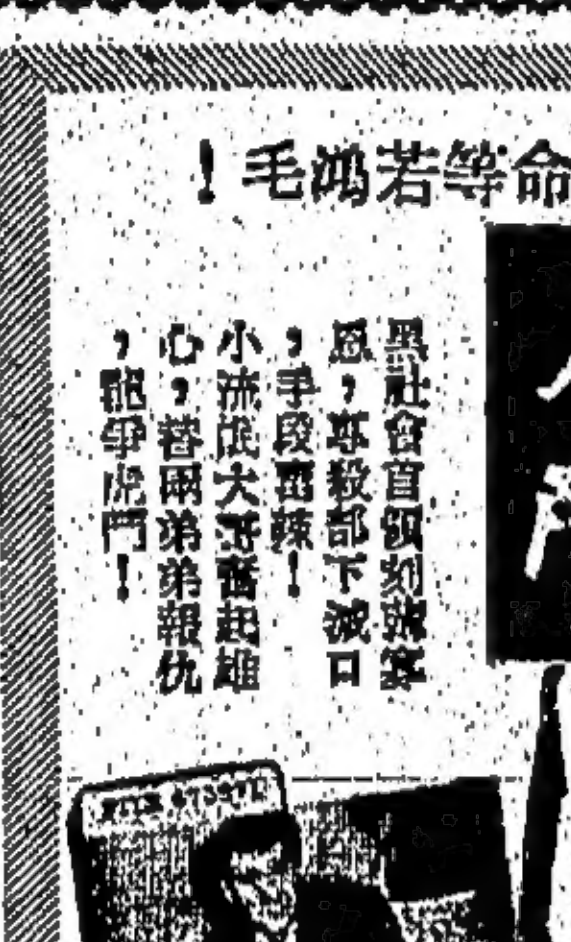 命等若鴻毛！
黑社會首領刻薄寡
恩，專殺部下滅口
，手段毒辣！
小流氓大哥奮起雄
心，替兩弟弟報仇
，龍爭虎鬥！